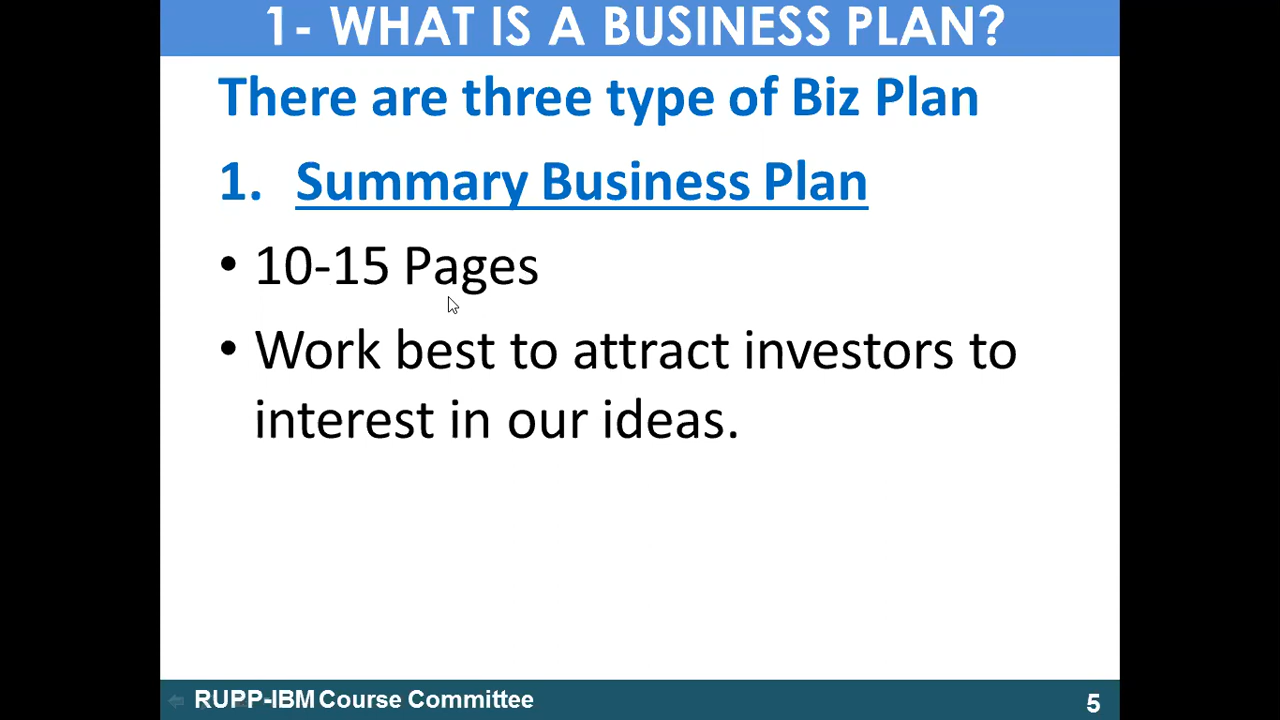 1- WHAT IS A BUSINESS PLAN?
There are three type of Biz Plan
1. Summary Business Plan
• 10-15 Pages
• Work best to attract investors to
interest in our ideas.
RUPP-IBM Course Committee
5